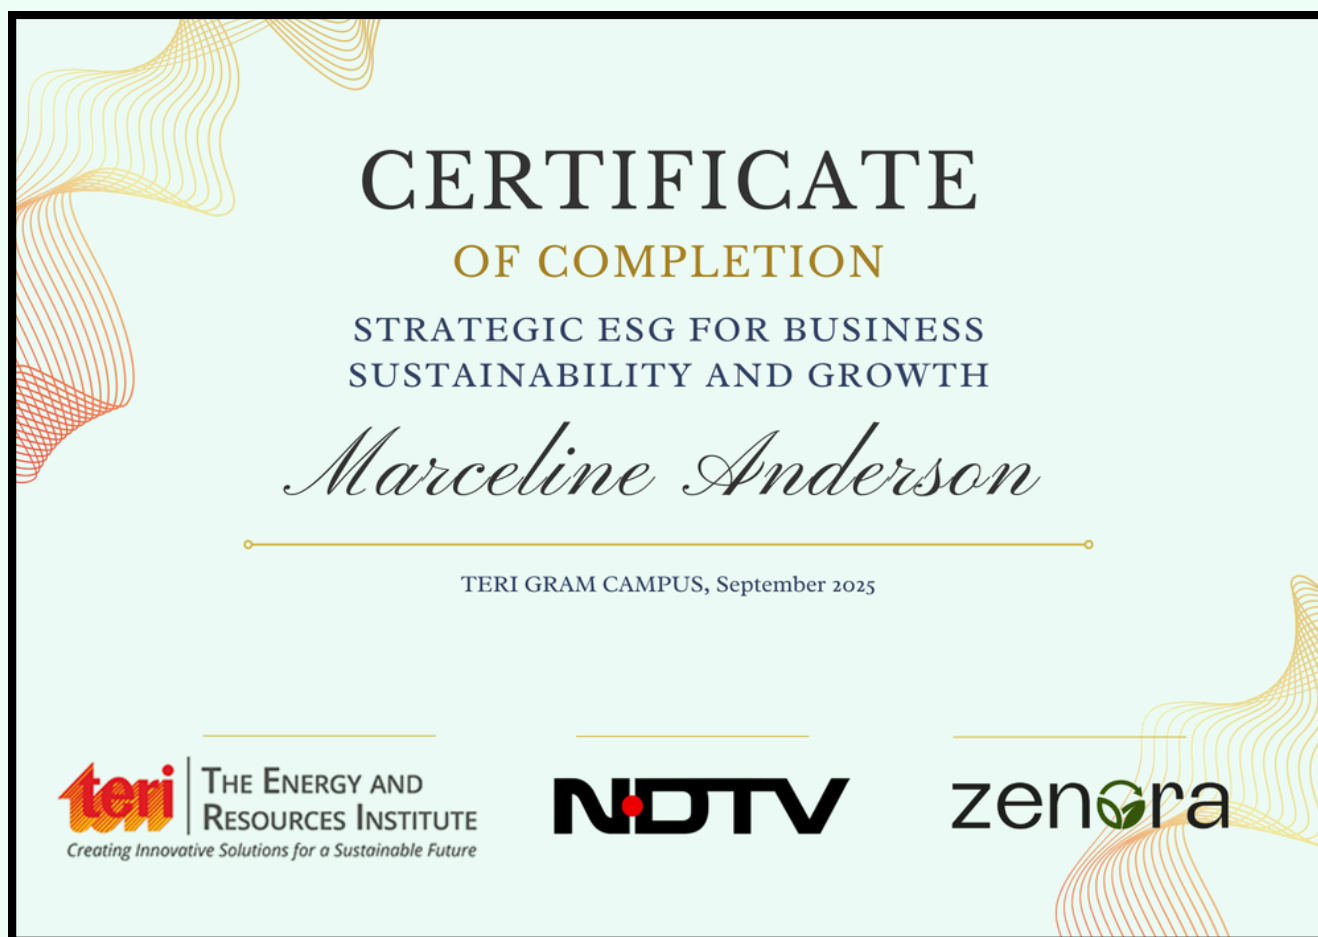 CERTIFICATE
OF COMPLETION
STRATEGIC ESG FOR BUSINESS
SUSTAINABILITY AND GROWTH
Marceline Anderson
TERI GRAM CAMPUS, September 2025
teri
THE ENERGY AND
RESOURCES INSTITUTE
Creating Innovative Solutions for a Sustainable Future
NDTV
zenora